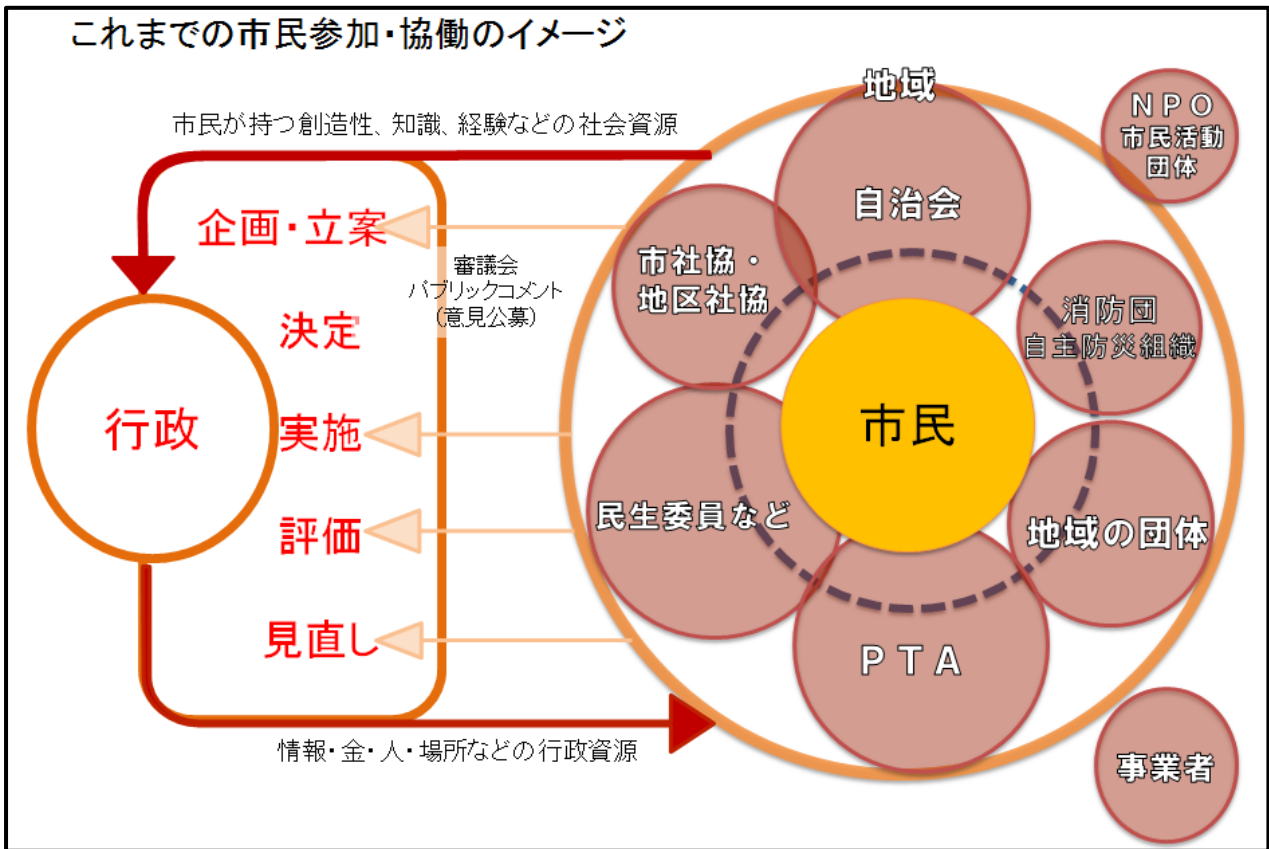 これまでの市民参加・協働のイメージ
市民が持つ創造性、知識、経験などの社会資源
企画・立案
審議会
パブリックコメント
(意見公募)
決定
行政
実施
評価
見直し
情報・金・人・場所などの行政資源
地域
自治会
市社協・
地区社協
消防団
自主防災組織
市民
民生委員など
地域の団体
ＰＴＡ
ＮＰＯ
市民活動
団体
事業者